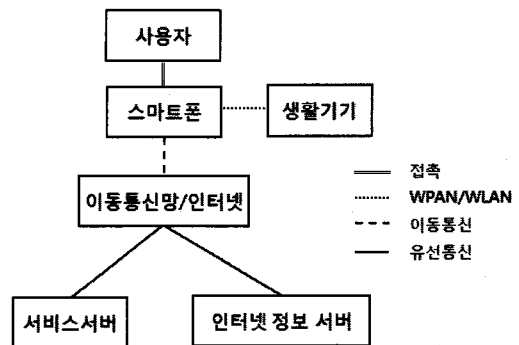 사용자
스마트폰
생활기기
이동통신망/인터넷
서비스서버
인터넷 정보 서버
접촉
WPAN/WLAN
이동통신
유선통신